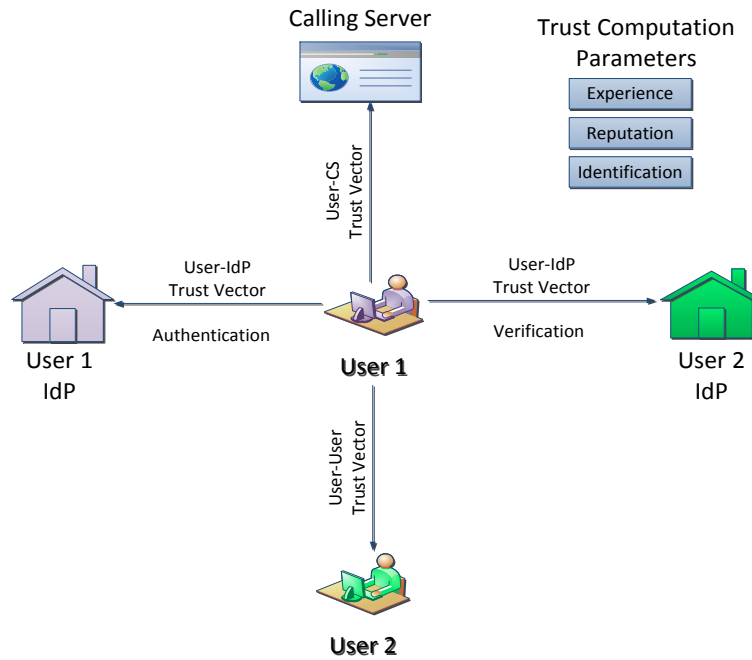 Calling Server
Trust Computation
Parameters
Experience
Reputation
Identification
User-CS
Trust Vector
User-IdP
Trust Vector
Authentication
User-IdP
Trust Vector
Verification
User 1
IdP
User 1
User 2
IdP
User-User
Trust Vector
User 2